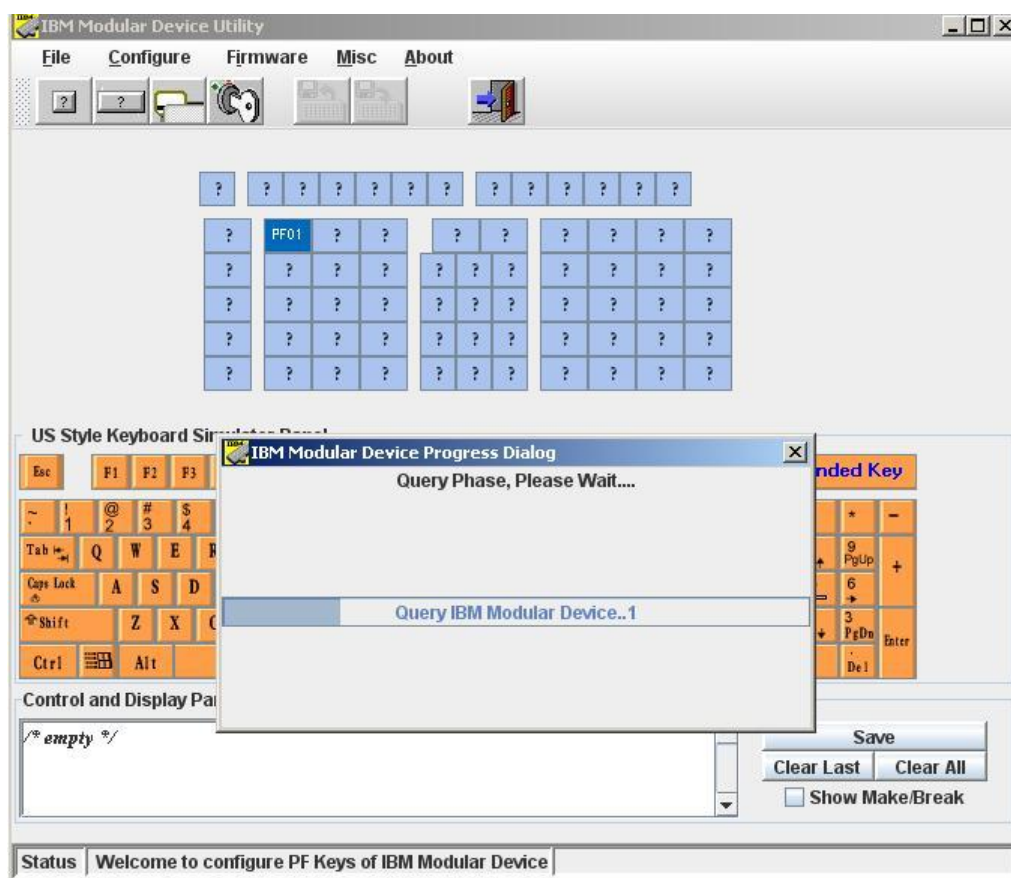 IBM Modular Device Utility
File Configure Firmware Misc About
? ?
? ? ? ? ? ? ? ? ? ? ? ? ?
? PF01 ? ? ? ? ? ? ? ?
? ? ? ? ? ? ? ? ? ? ?
? ? ? ? ? ? ? ? ? ? ?
? ? ? ? ? ? ? ? ? ? ?
? ? ? ? ? ? ? ? ? ? ?
US Style Keyboard
IBM Modular Device Progress Dialog
Query Phase, Please Wait....
Query IBM Modular Device..1
Esc F1 F2 F3
nded Key
~ ! @ # $ * -
` 1 2 3 4
Tab Q W E R 9 PgUp +
Caps Lock A S D 6
Shift Z X C 3 PgDn Enter
Ctrl Alt . Del
Control and Display Pa
/* empty */
Save
Clear Last Clear All
Show Make/Break
Status Welcome to configure PF Keys of IBM Modular Device